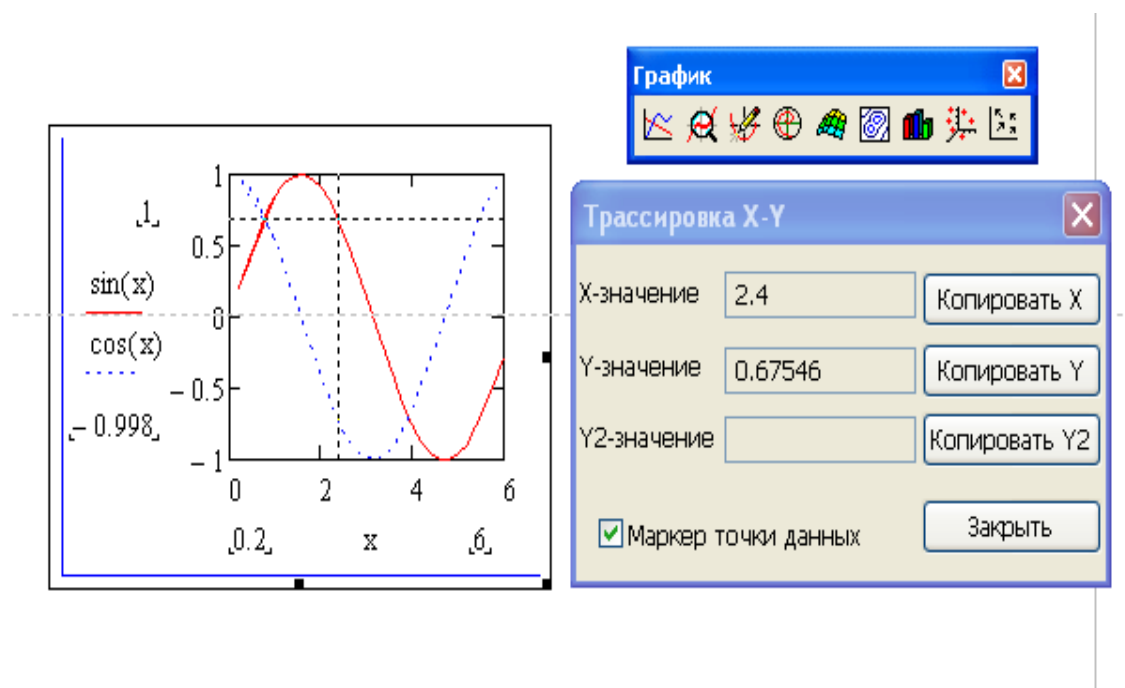 График
1
0.5
0
− 0.5
− 1
1
sin(x)
cos(x)
− 0.998
0
2
4
6
0.2
x
6
Трассировка X-Y
X-значение
2.4
Копировать X
Y-значение
0.67546
Копировать Y
Y2-значение
Копировать Y2
Маркер точки данных
Закрыть